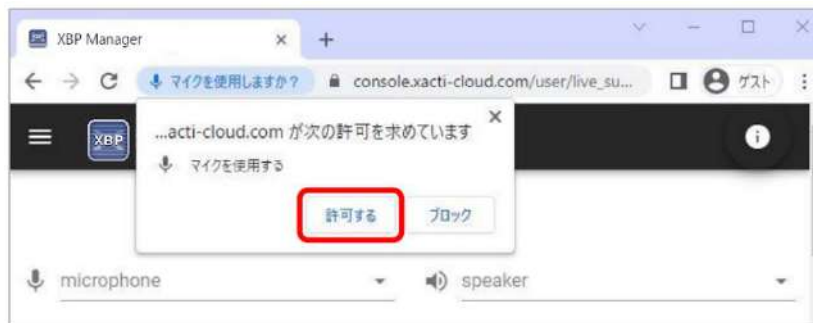 XBP Manager
マイクを使用しますか？
console.xacti-cloud.com/user/live_su...
ゲスト
XBP
...acti-cloud.com が次の許可を求めています
マイクを使用する
許可する
ブロック
microphone
speaker